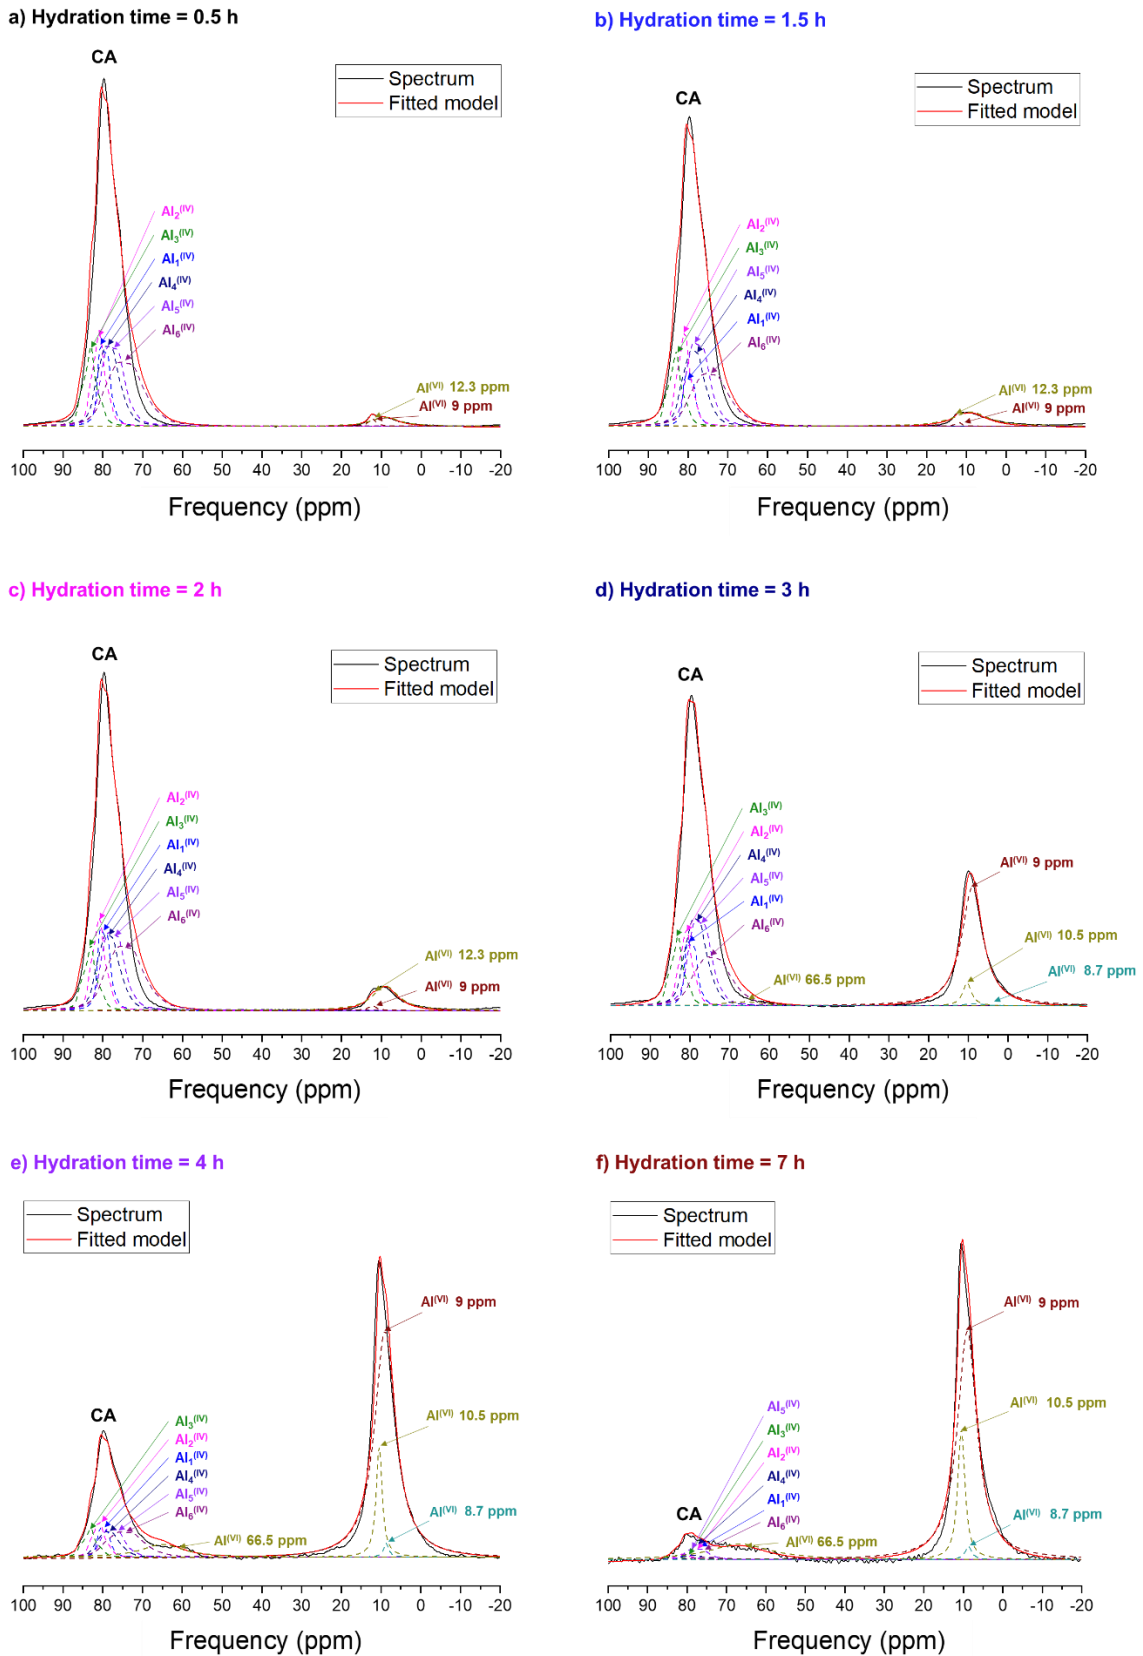 a) Hydration time = 0.5 h
CA
Spectrum
Fitted model
Al₂⁽ᴵⱽ⁾
Al₃⁽ᴵⱽ⁾
Al₁⁽ᴵⱽ⁾
Al₄⁽ᴵⱽ⁾
Al₅⁽ᴵⱽ⁾
Al₆⁽ᴵⱽ⁾
Al⁽ⱽᴵ⁾ 12.3 ppm
Al⁽ⱽᴵ⁾ 9 ppm
100 90 80 70 60 50 40 30 20 10 0 -10 -20
Frequency (ppm)
b) Hydration time = 1.5 h
CA
Spectrum
Fitted model
Al₂⁽ᴵⱽ⁾
Al₃⁽ᴵⱽ⁾
Al₅⁽ᴵⱽ⁾
Al₄⁽ᴵⱽ⁾
Al₁⁽ᴵⱽ⁾
Al₆⁽ᴵⱽ⁾
Al⁽ⱽᴵ⁾ 12.3 ppm
Al⁽ⱽᴵ⁾ 9 ppm
100 90 80 70 60 50 40 30 20 10 0 -10 -20
Frequency (ppm)
c) Hydration time = 2 h
CA
Spectrum
Fitted model
Al₂⁽ᴵⱽ⁾
Al₃⁽ᴵⱽ⁾
Al₁⁽ᴵⱽ⁾
Al₄⁽ᴵⱽ⁾
Al₅⁽ᴵⱽ⁾
Al₆⁽ᴵⱽ⁾
Al⁽ⱽᴵ⁾ 12.3 ppm
Al⁽ⱽᴵ⁾ 9 ppm
100 90 80 70 60 50 40 30 20 10 0 -10 -20
Frequency (ppm)
d) Hydration time = 3 h
CA
Spectrum
Fitted model
Al₃⁽ᴵⱽ⁾
Al₂⁽ᴵⱽ⁾
Al₄⁽ᴵⱽ⁾
Al₅⁽ᴵⱽ⁾
Al₁⁽ᴵⱽ⁾
Al₆⁽ᴵⱽ⁾
Al⁽ⱽᴵ⁾ 66.5 ppm
Al⁽ⱽᴵ⁾ 9 ppm
Al⁽ⱽᴵ⁾ 10.5 ppm
Al⁽ⱽᴵ⁾ 8.7 ppm
100 90 80 70 60 50 40 30 20 10 0 -10 -20
Frequency (ppm)
e) Hydration time = 4 h
Spectrum
Fitted model
CA
Al₃⁽ᴵⱽ⁾
Al₂⁽ᴵⱽ⁾
Al₁⁽ᴵⱽ⁾
Al₄⁽ᴵⱽ⁾
Al₅⁽ᴵⱽ⁾
Al₆⁽ᴵⱽ⁾
Al⁽ⱽᴵ⁾ 66.5 ppm
Al⁽ⱽᴵ⁾ 9 ppm
Al⁽ⱽᴵ⁾ 10.5 ppm
Al⁽ⱽᴵ⁾ 8.7 ppm
100 90 80 70 60 50 40 30 20 10 0 -10 -20
Frequency (ppm)
f) Hydration time = 7 h
Spectrum
Fitted model
CA
Al₅⁽ᴵⱽ⁾
Al₃⁽ᴵⱽ⁾
Al₂⁽ᴵⱽ⁾
Al₄⁽ᴵⱽ⁾
Al₁⁽ᴵⱽ⁾
Al₆⁽ᴵⱽ⁾
Al⁽ⱽᴵ⁾ 66.5 ppm
Al⁽ⱽᴵ⁾ 9 ppm
Al⁽ⱽᴵ⁾ 10.5 ppm
Al⁽ⱽᴵ⁾ 8.7 ppm
100 90 80 70 60 50 40 30 20 10 0 -10 -20
Frequency (ppm)